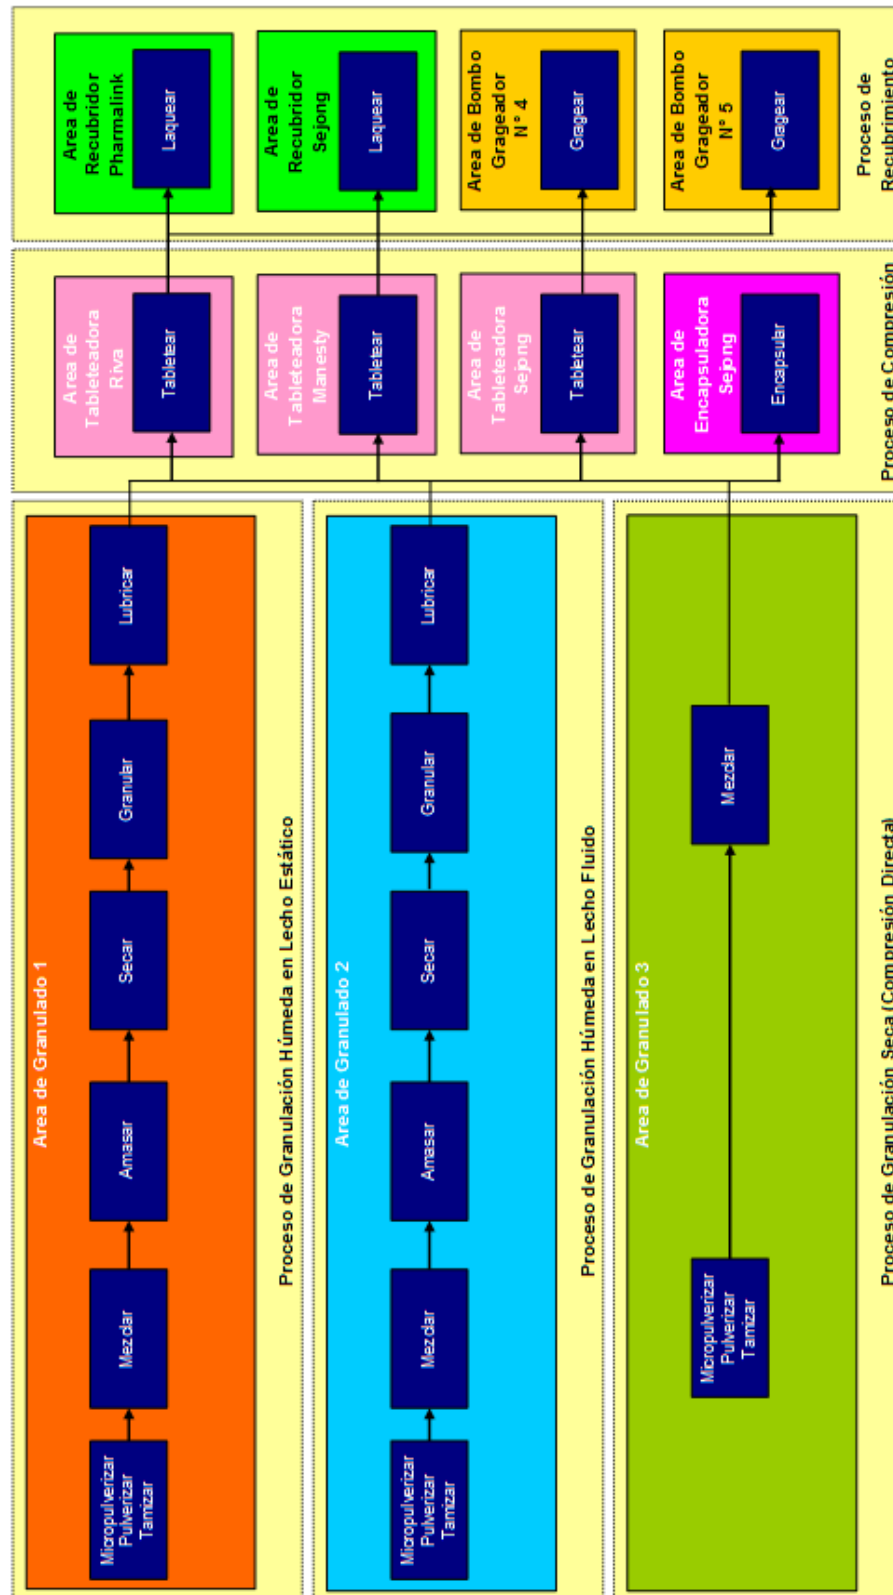 Area de Granulado 1
Micropulverizar
Pulverizar
Tamizar
Mezclar
Amasar
Secar
Granular
Lubricar
Proceso de Granulación Húmeda en Lecho Estático
Area de Granulado 2
Micropulverizar
Pulverizar
Tamizar
Mezclar
Amasar
Secar
Granular
Lubricar
Proceso de Granulación Húmeda en Lecho Fluido
Area de Granulado 3
Micropulverizar
Pulverizar
Tamizar
Mezclar
Proceso de Granulación Seca (Compresión Directa)
Area de
Tableteadora
Riva
Tabletear
Area de
Tableteadora
Manesty
Tabletear
Area de
Tableteadora
Sejong
Tabletear
Area de
Encapsuladora
Sejong
Encapsular
Proceso de Compresión
Area de
Recubridor
Pharmalink
Laquear
Area de
Recubridor
Sejong
Laquear
Area de Bombo
Grageador
N° 4
Gragear
Area de Bombo
Grageador
N° 5
Gragear
Proceso de
Recubrimiento